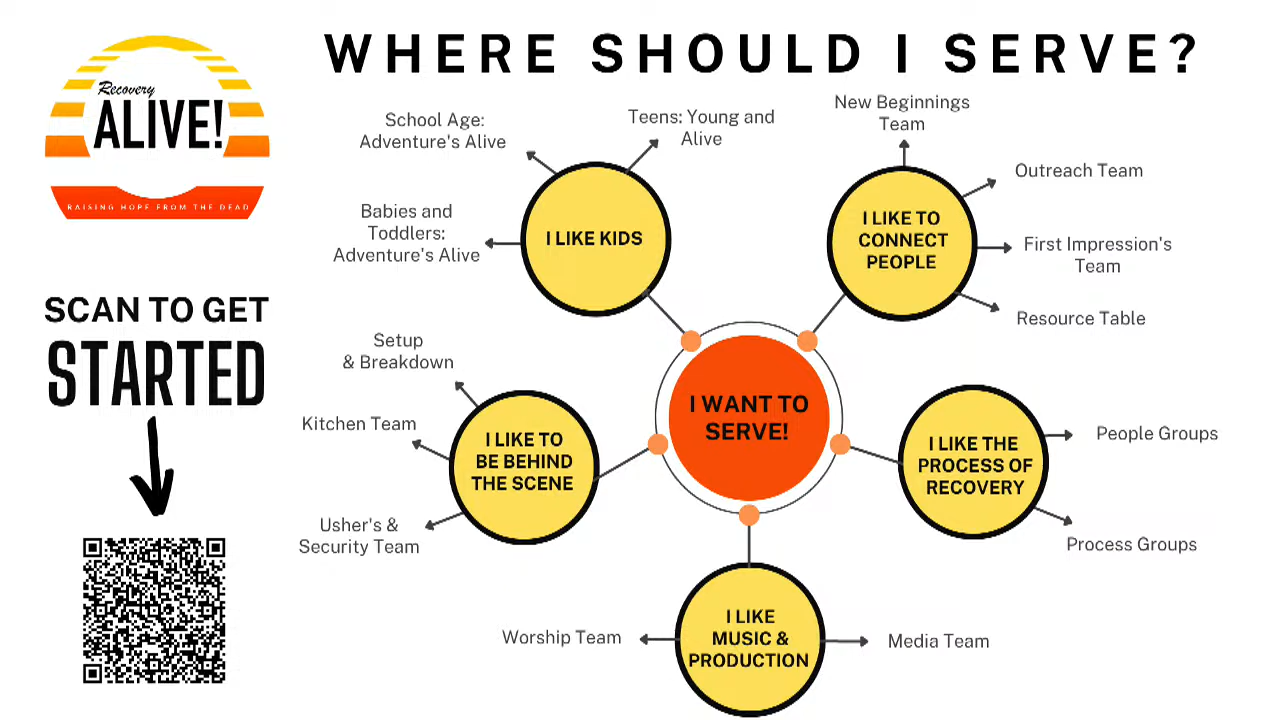 WHERE SHOULD I SERVE?
Recovery
ALIVE!
RAISING HOPE FROM THE DEAD
SCAN TO GET
STARTED
School Age:
Adventure's Alive
Teens: Young and
Alive
Babies and
Toddlers:
Adventure's Alive
I LIKE KIDS
New Beginnings
Team
Outreach Team
First Impression's
Team
Resource Table
I LIKE TO
CONNECT
PEOPLE
I WANT TO
SERVE!
Setup
& Breakdown
Kitchen Team
Usher's &
Security Team
I LIKE TO
BE BEHIND
THE SCENE
I LIKE THE
PROCESS OF
RECOVERY
People Groups
Process Groups
I LIKE
MUSIC &
PRODUCTION
Worship Team
Media Team